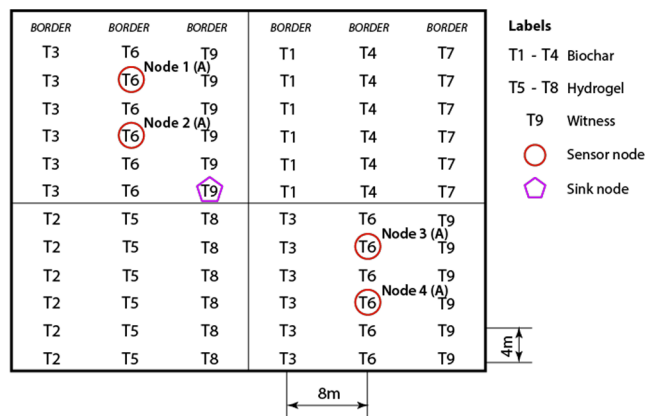 BORDER BORDER BORDER BORDER BORDER BORDER
T3 T6 T9 T1 T4 T7
Node 1 (A)
T3 T6 T9 T1 T4 T7
T3 T6 T9 T1 T4 T7
Node 2 (A)
T3 T6 T9 T1 T4 T7
T3 T6 T9 T1 T4 T7
T3 T6 T9 T1 T4 T7
T2 T5 T8 T3 T6 T9
Node 3 (A)
T2 T5 T8 T3 T6 T9
T2 T5 T8 T3 T6 T9
Node 4 (A)
T2 T5 T8 T3 T6 T9
T2 T5 T8 T3 T6 T9
T2 T5 T8 T3 T6 T9
4m
8m
Labels
T1 - T4 Biochar
T5 - T8 Hydrogel
T9 Witness
Sensor node
Sink node